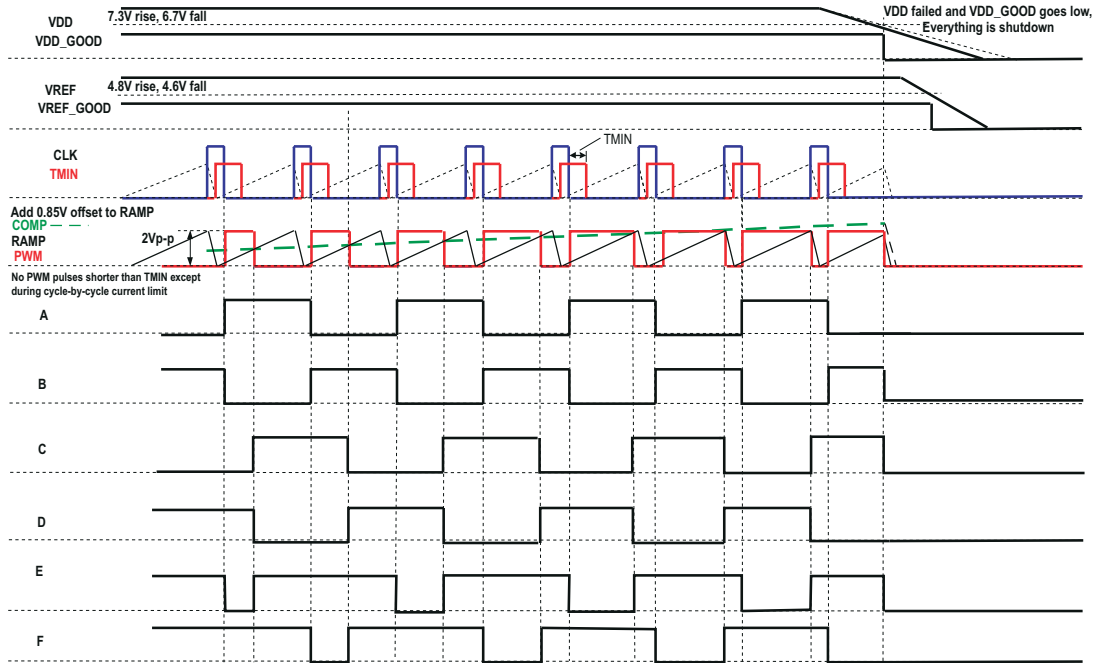 7.3V rise, 6.7V fall
VDD
VDD_GOOD
VDD failed and VDD_GOOD goes low,
Everything is shutdown
4.8V rise, 4.6V fall
VREF
VREF_GOOD
CLK
TMIN
TMIN
Add 0.85V offset to RAMP
COMP
RAMP
PWM
2Vp-p
No PWM pulses shorter than TMIN except
during cycle-by-cycle current limit
A
B
C
D
E
F